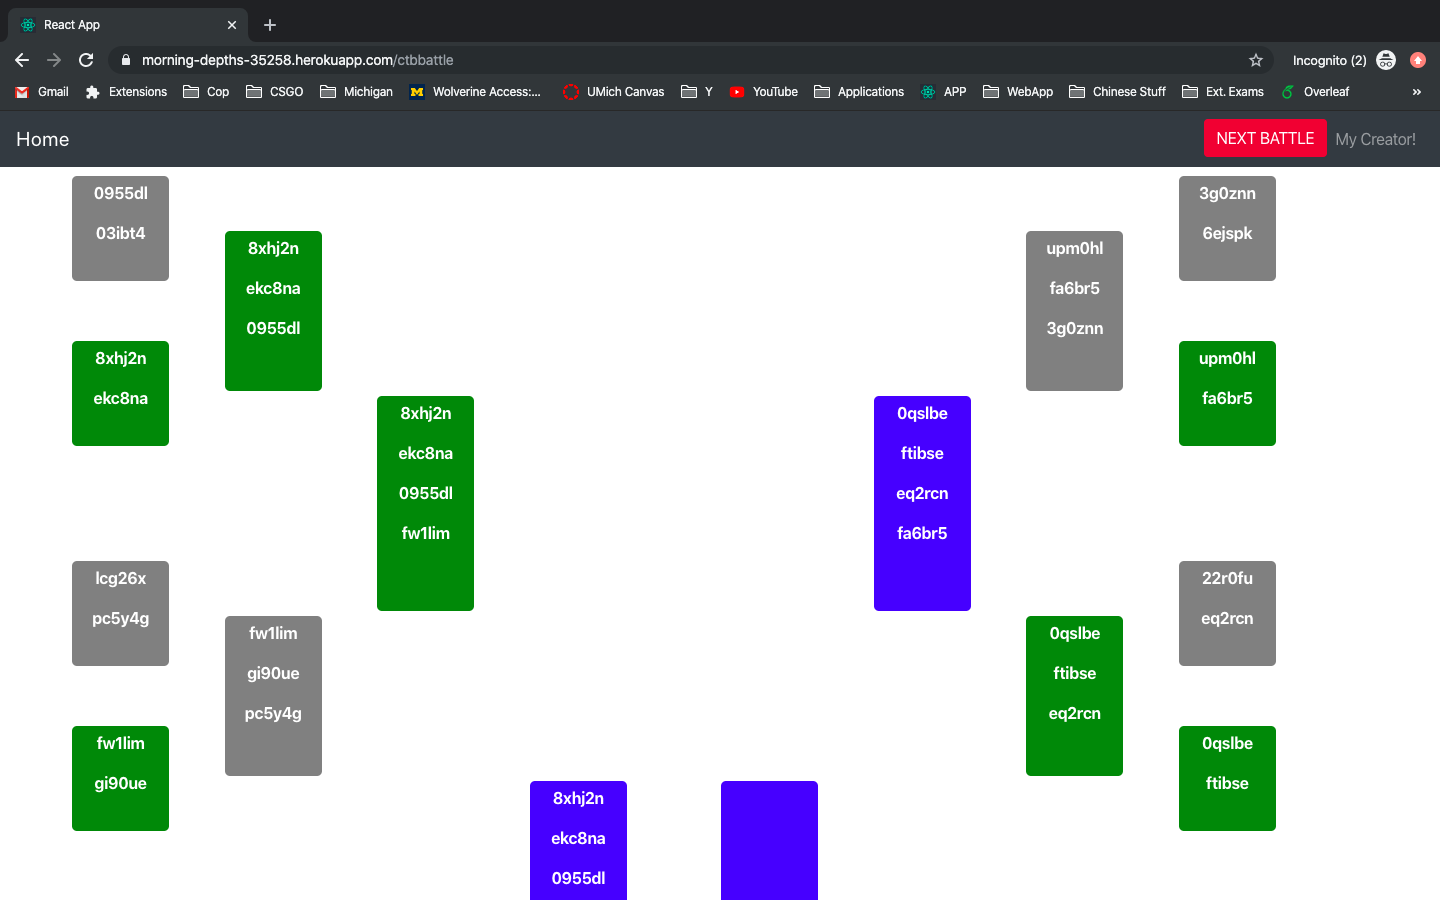 React App
morning-depths-35258.herokuapp.com/ctbbattle
Incognito (2)
Gmail
Extensions
Cop
CSGO
Michigan
Wolverine Access:...
UMich Canvas
Y
YouTube
Applications
APP
WebApp
Chinese Stuff
Ext. Exams
Overleaf
»
Home
NEXT BATTLE
My Creator!
0955dl
03ibt4
8xhj2n
ekc8na
8xhj2n
ekc8na
0955dl
8xhj2n
ekc8na
0955dl
fw1lim
lcg26x
pc5y4g
fw1lim
gi90ue
fw1lim
gi90ue
pc5y4g
8xhj2n
ekc8na
0955dl
0qslbe
ftibse
eq2rcn
fa6br5
upm0hl
fa6br5
3g0znn
0qslbe
ftibse
eq2rcn
3g0znn
6ejspk
upm0hl
fa6br5
22r0fu
eq2rcn
0qslbe
ftibse